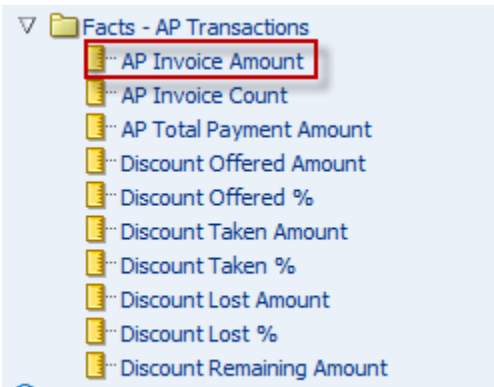 Facts - AP Transactions
AP Invoice Amount
AP Invoice Count
AP Total Payment Amount
Discount Offered Amount
Discount Offered %
Discount Taken Amount
Discount Taken %
Discount Lost Amount
Discount Lost %
Discount Remaining Amount